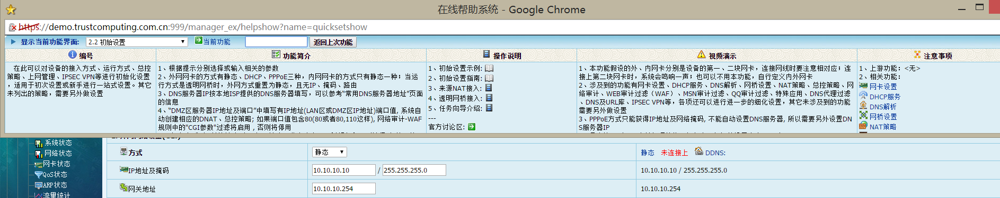 在线帮助系统 - Google Chrome
https://demo.trustcomputing.com.cn:999/manager_ex/helpshow?name=quicksetshow
显示当前功能界面: 2.2 初始设置 当前功能 返回上次功能
编号 功能简介 操作说明 视频演示 注意事项
在此可以对设备的接入方式、运行方式、总控
策略、上网管理、IPSEC VPN等进行初始化设置
，适用于初次设置或新手进行一站式设置。其它
未列出的策略，需要另外做设置
1、根据提示分别选择或输入相关的参数
2、外网网卡的方式有静态、DHCP、PPPoE三种，内网网卡的方式只有静态一种；当运
行方式是透明网桥时，外网方式重置为静态，且无IP、掩码、路由
3、DNS服务器IP按本地ISP提供的DNS服务器填写，可以参考“常用DNS服务器地址”页面
的信息
4、“DMZ区服务器IP地址及端口”中填写有IP地址(LAN区或DMZ区IP地址)端口值, 系统自
动创建相应的DNAT、总控策略; 如果端口值包含80(80或者80,110这样), 网络审计-WAF
规则中的"CGI参数"过滤将启用，否则将停用
1、初始设置示例:
2、初始设置指南:
3、来源NAT接入:
4、透明网桥接入:
5、任务向导介绍:
---
官方讨论区:
1、本功能假设的外、内网卡分别是设备的第一、二块网卡，连接网线时要注意相对应；连
接上第二块网卡时，系统会鸣响一声；也可以不用本功能，自行定义内外网卡
2、涉及到的功能有网卡设置、DHCP服务、DNS解析、网桥设置、NAT策略、总控策略、网
络审计、WEB审计过滤（WAF）、MSN审计过滤、QQ审计过滤、特殊应用、DNS代理过滤
、DNS及URL库、IPSEC VPN等，各项还可以进行进一步的细化设置，其它未涉及到的功能
需要另外做设置
3、PPPoE方式只能获得IP地址及网络掩码, 不能自动设置DNS服务器, 所以需要另外设置DN
S服务器IP
1、上游功能: <无>
2、相关功能:
网卡设置
DHCP服务
DNS解析
网桥设置
NAT策略
系统状态
网络状态
网卡状态
QoS状态
ARP状态
流量统计
方式 静态 静态 未连接上 DDNS:
IP地址及掩码 10.10.10.10 / 255.255.255.0 10.10.10.10 / 255.255.255.0
网关地址 10.10.10.254 10.10.10.254